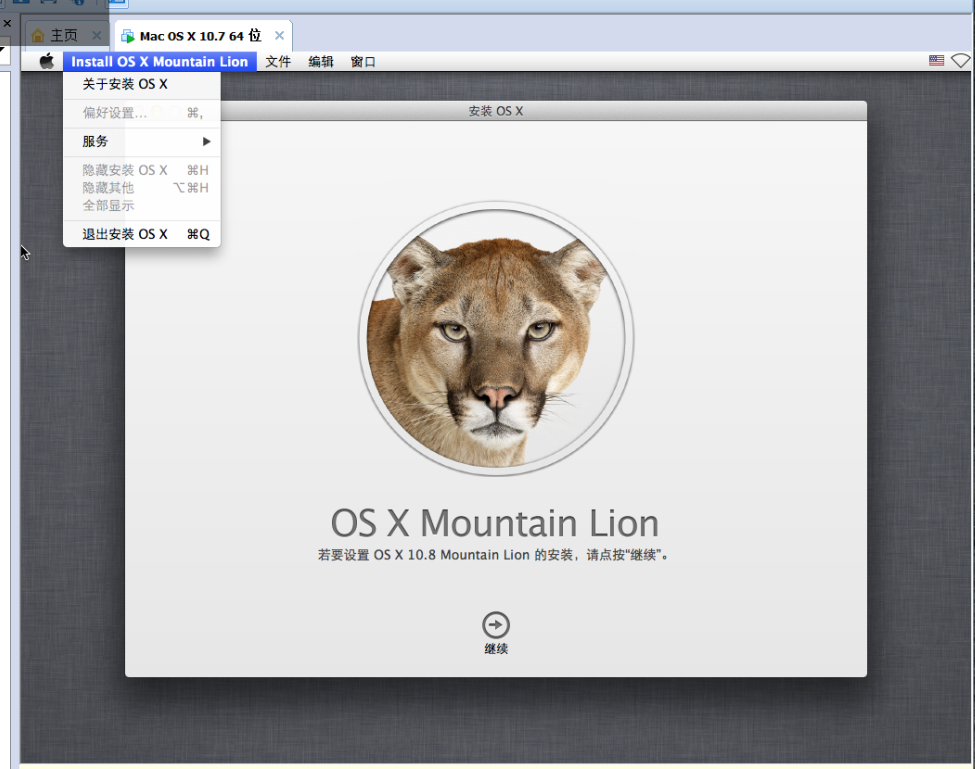 主页
Mac OS X 10.7 64 位
Install OS X Mountain Lion 文件 编辑 窗口
关于安装 OS X
偏好设置... ⌘,
服务 ▶
隐藏安装 OS X ⌘H
隐藏其他 ⌥⌘H
全部显示
退出安装 OS X ⌘Q
安装 OS X
OS X Mountain Lion
若要设置 OS X 10.8 Mountain Lion 的安装，请点按“继续”。
继续